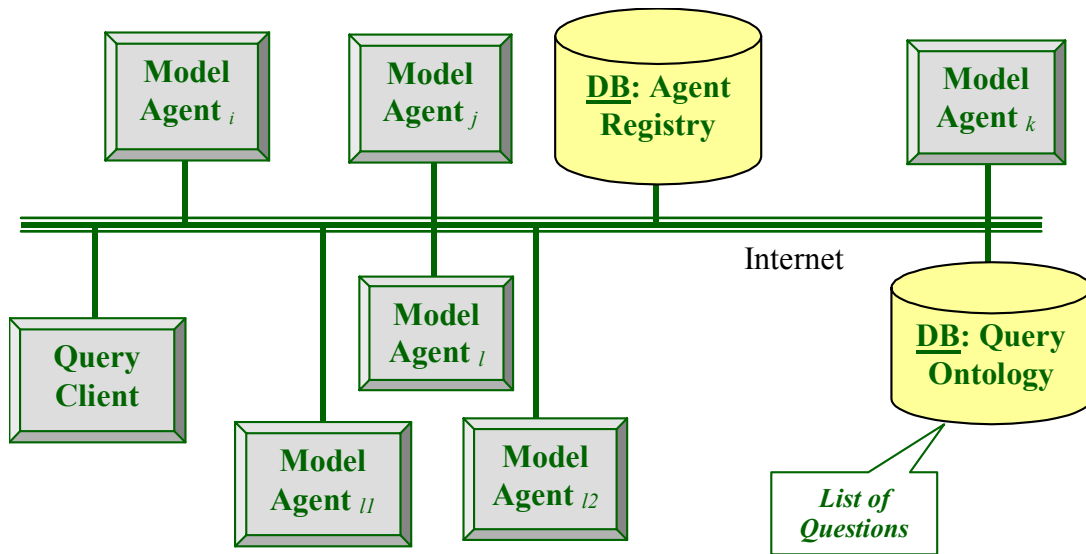 Model
Agent i
Model
Agent j
DB: Agent
Registry
Model
Agent k
Internet
Query
Client
Model
Agent l
DB: Query
Ontology
Model
Agent l1
Model
Agent l2
List of
Questions